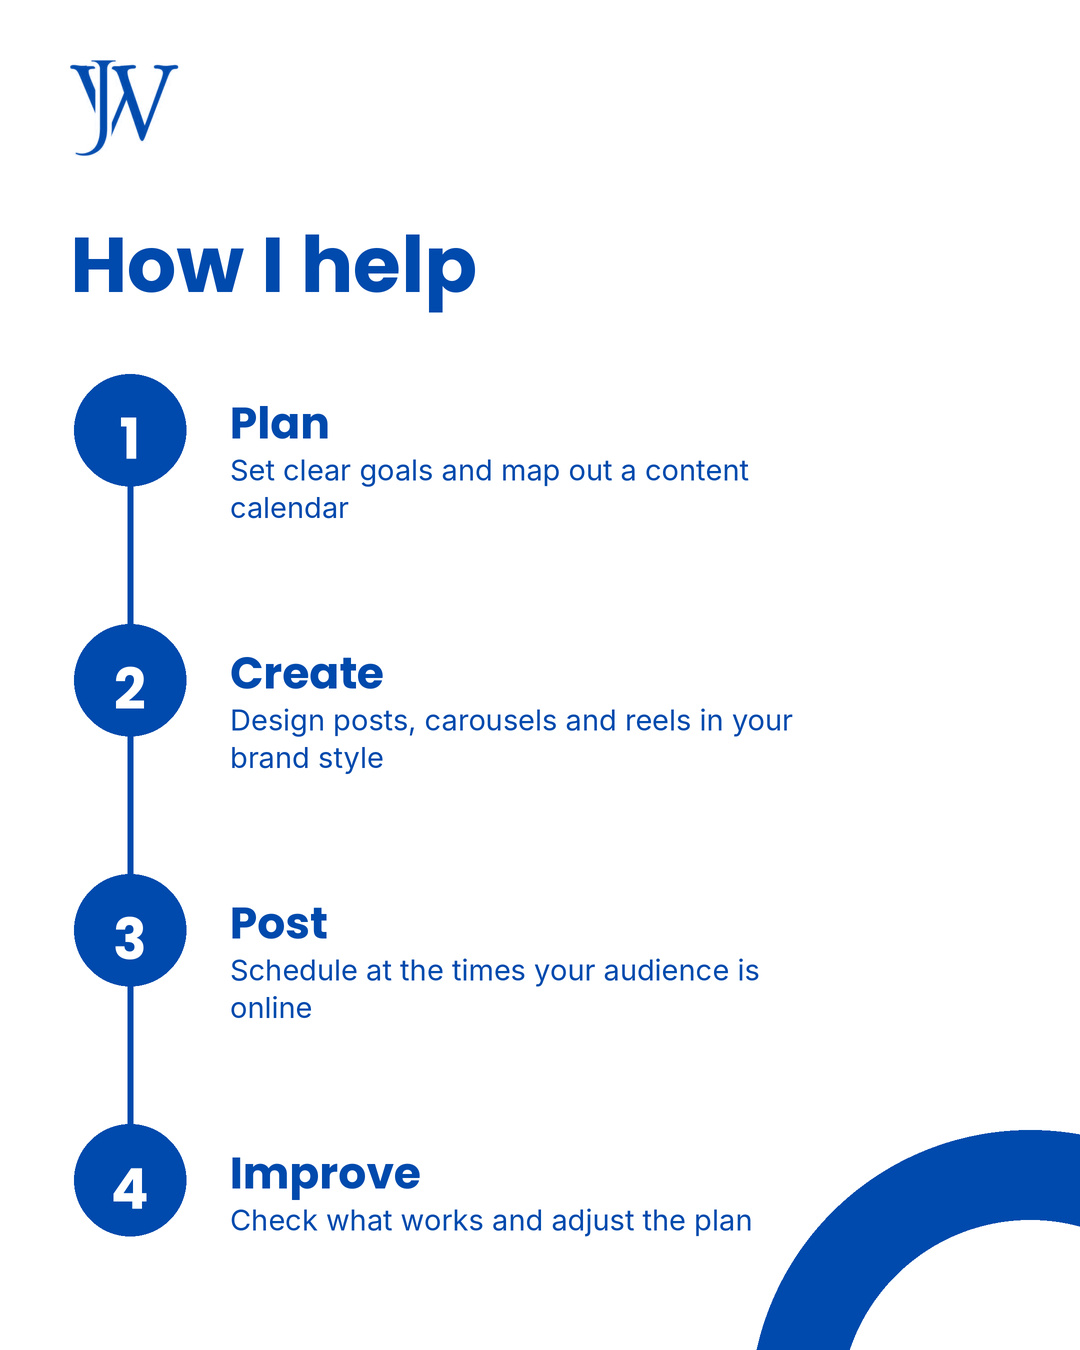 JW
How I help
1
Plan
Set clear goals and map out a content
calendar
2
Create
Design posts, carousels and reels in your
brand style
3
Post
Schedule at the times your audience is
online
4
Improve
Check what works and adjust the plan